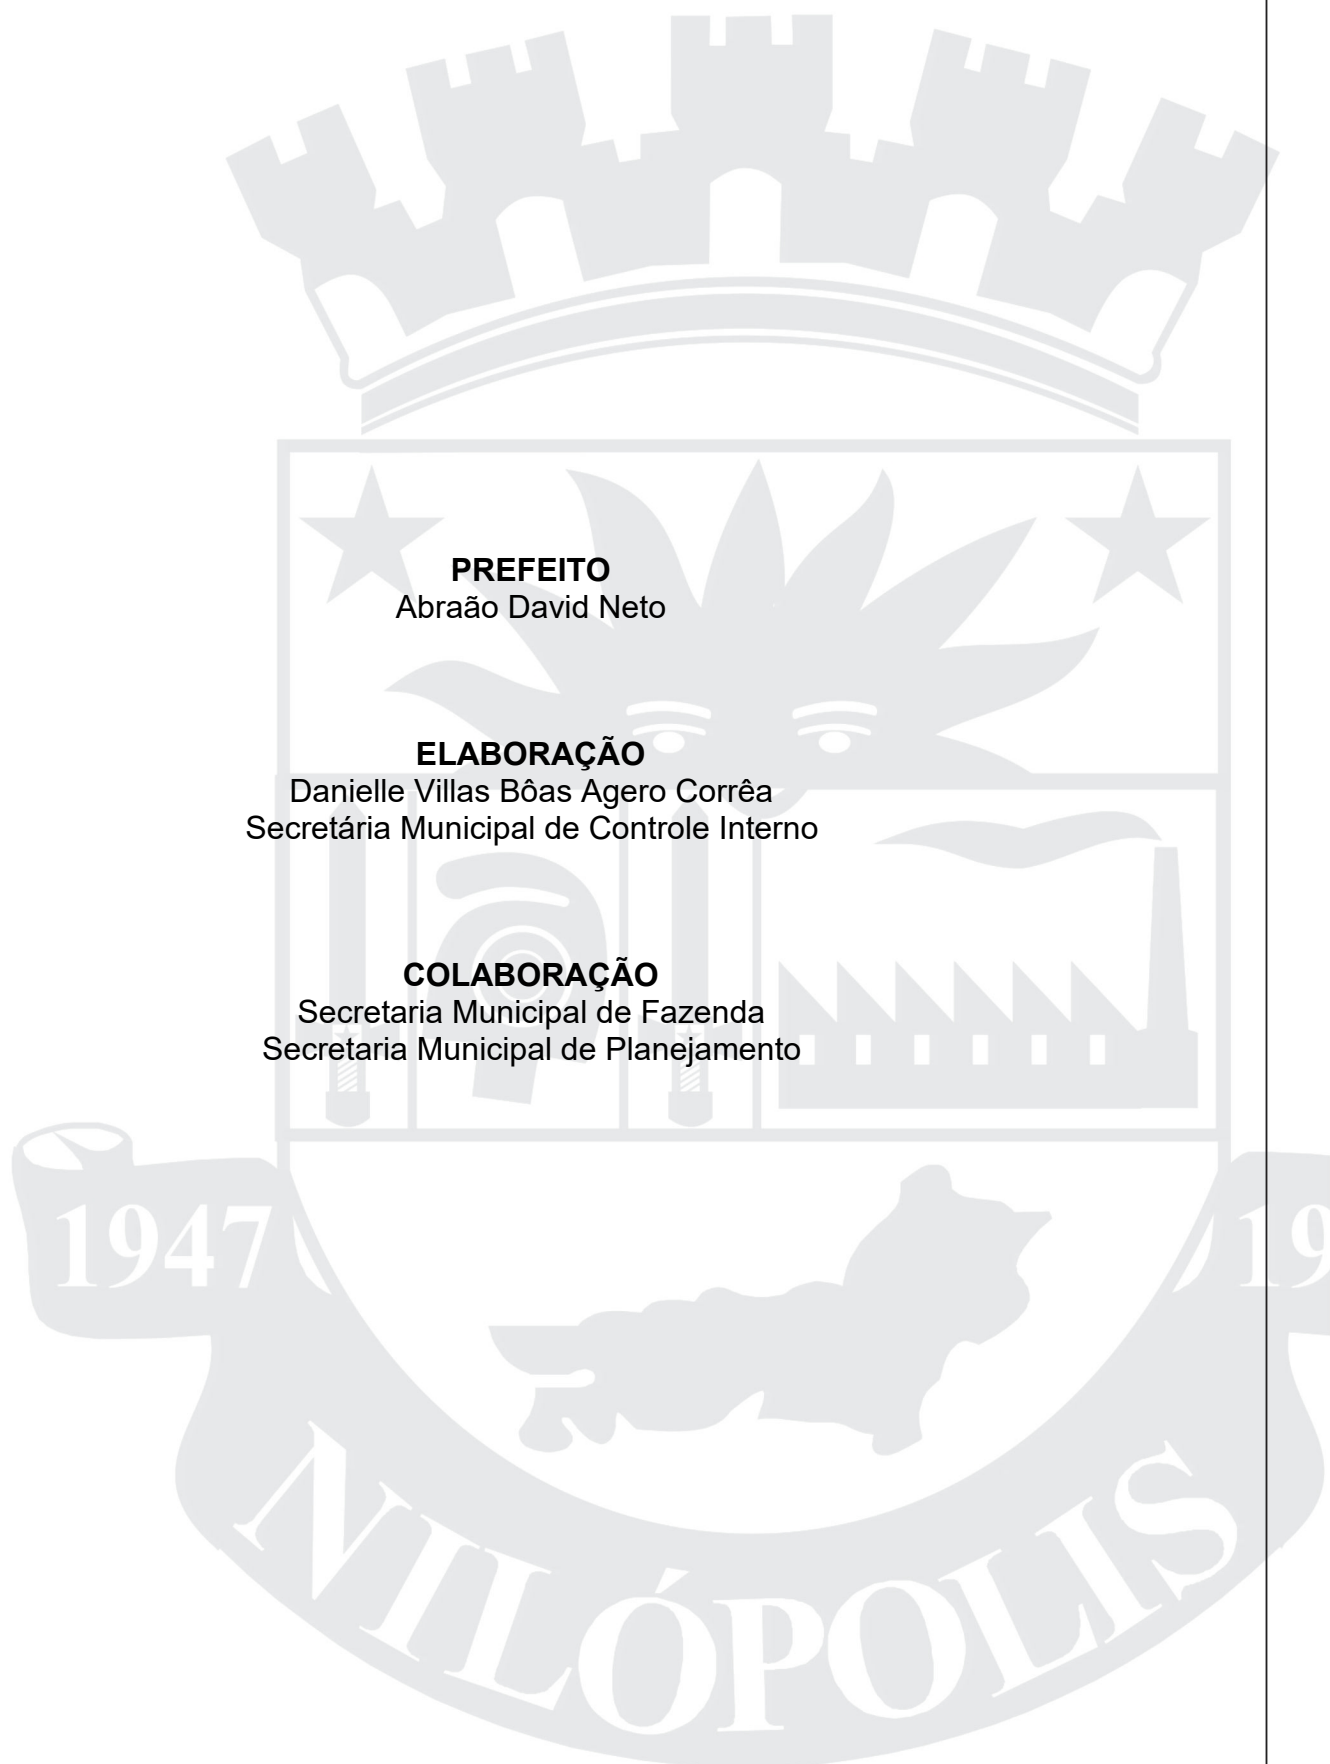 PREFEITO
Abraão David Neto
ELABORAÇÃO
Danielle Villas Bôas Agero Corrêa
Secretária Municipal de Controle Interno
COLABORAÇÃO
Secretaria Municipal de Fazenda
Secretaria Municipal de Planejamento
1947
19
NILÓPOLIS